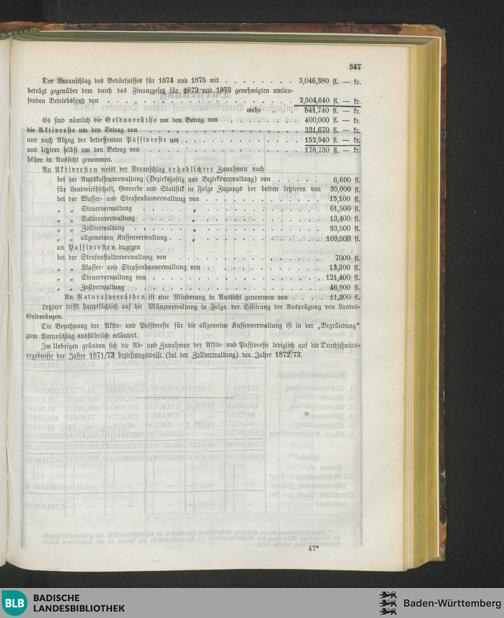 347
Der Voranschlag des Bedürfnisses für 1874 und 1875 mit . . . . . . . . 3,046,380 fl. — kr.
beträgt gegenüber dem durch das Finanzgesetz für 1872 und 1873 genehmigten umlau-
fenden Betriebsfond von . . . . . . . . 2,504,640 fl. — kr.
mehr . . 541,740 fl. — kr.
Es sind nämlich die Geldvorräthe um den Betrag von . . . . . . . . 400,000 fl. — kr.
die Aktivreste um den Betrag von . . . . . . . . 331,670 fl. — kr.
und nach Abzug der betreffenden Passivreste um . . . . . . . . 152,940 fl. — kr.
und letztere selbst um den Betrag von . . . . . . . . 178,730 fl. — kr.
höher in Aussicht genommen.
An Aktivresten weist der Voranschlag erheblichere Zunahmen nach
bei der Amtskassenverwaltung (Bezirksjustiz und Bezirksverwaltung) von . . . . 6,600 fl.
für Landwirthschaft, Gewerbe und Statistik in Folge Zugangs der beiden letzteren von 30,000 fl.
bei der Wasser- und Straßenbauverwaltung von . . . . . . . . 15,100 fl.
„ „ Steuerverwaltung „ . . . . . . . . 61,500 fl.
„ „ Salinenverwaltung „ . . . . . . . . 13,400 fl.
„ „ Zollverwaltung „ . . . . . . . . 93,500 fl.
„ „ allgemeinen Kassenverwaltung . „ . . . . . . . . 109,600 fl.
an Passivresten dagegen
bei der Strafanstaltenverwaltung von . . . . . . . . 7000 fl.
„ „ Wasser- und Straßenbauverwaltung von . . . . . . . . 13,200 fl.
„ „ Steuerverwaltung von . . . . . . . . 121,400 fl.
„ „ Zollverwaltung . . . . . . . . 46,900 fl.
An Naturalvorräthen ist eine Minderung in Aussicht genommen von . . . . 11,200 fl.
Letztere trifft hauptsächlich auf die Münzverwaltung in Folge der Sistirung der Ausprägung von Landes-
Geldmünzen.
Die Berechnung der Aktiv- und Passivreste für die allgemeine Kassenverwaltung ist in der „Begründung“
zum Voranschlag ausführlich erläutert.
Im Uebrigen gründen sich die Ab- und Zunahmen der Aktiv- und Passivreste lediglich auf die Durchschnitts-
ergebnisse der Jahre 1871/73 beziehungsweise (bei der Zollverwaltung) der Jahre 1872/73.
47*
BLB BADISCHE
LANDESBIBLIOTHEK
Baden-Württemberg